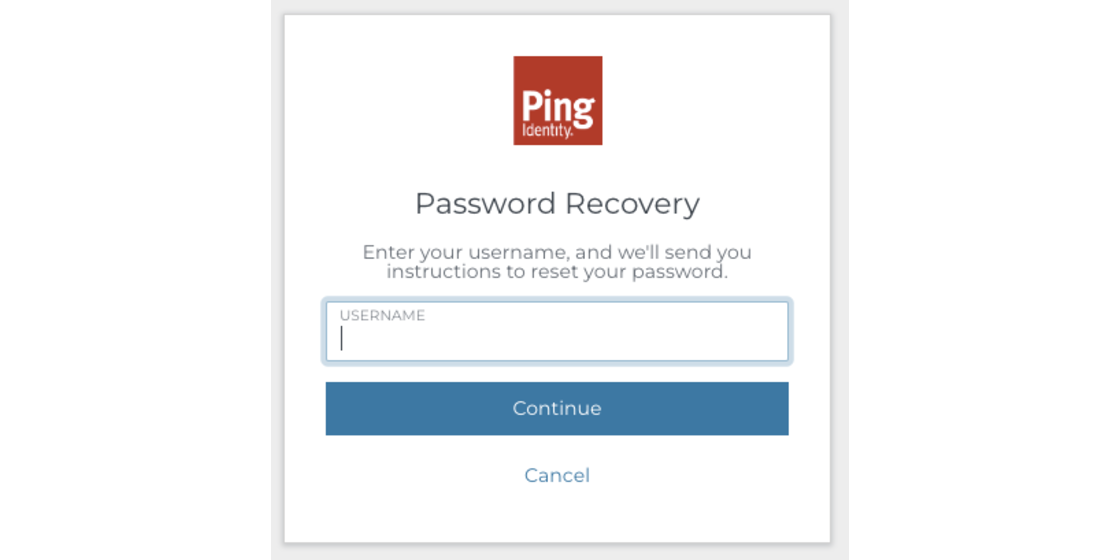 Ping
Identity.
Password Recovery
Enter your username, and we'll send you
instructions to reset your password.
USERNAME
Continue
Cancel